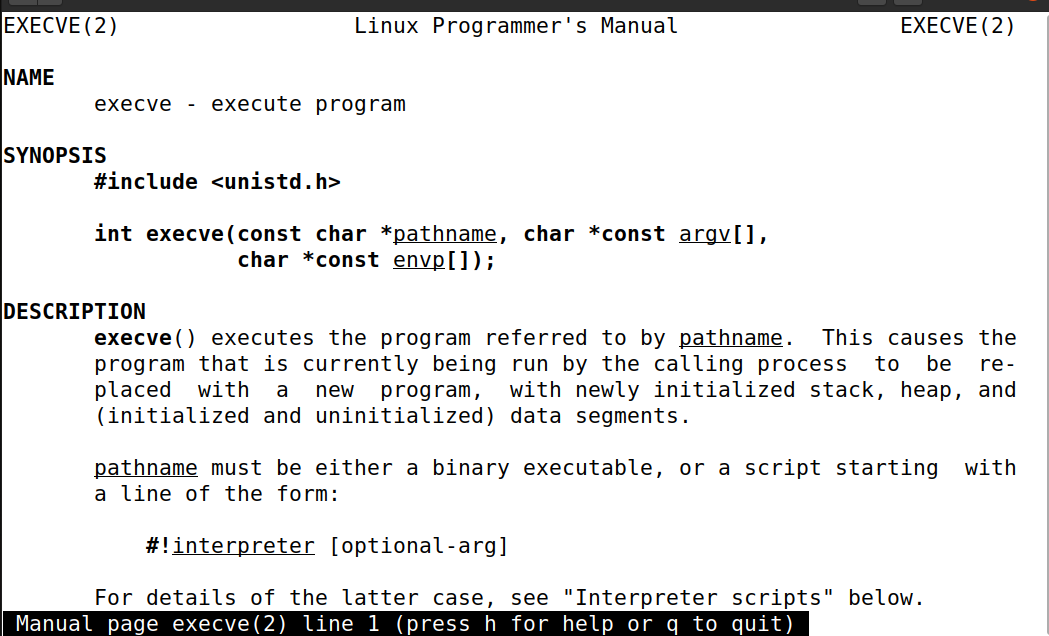 EXECVE(2) Linux Programmer's Manual EXECVE(2)
NAME
execve - execute program
SYNOPSIS
#include <unistd.h>
int execve(const char *pathname, char *const argv[],
char *const envp[]);
DESCRIPTION
execve() executes the program referred to by pathname. This causes the
program that is currently being run by the calling process to be re-
placed with a new program, with newly initialized stack, heap, and
(initialized and uninitialized) data segments.
pathname must be either a binary executable, or a script starting with
a line of the form:
#!interpreter [optional-arg]
For details of the latter case, see "Interpreter scripts" below.
Manual page execve(2) line 1 (press h for help or q to quit)